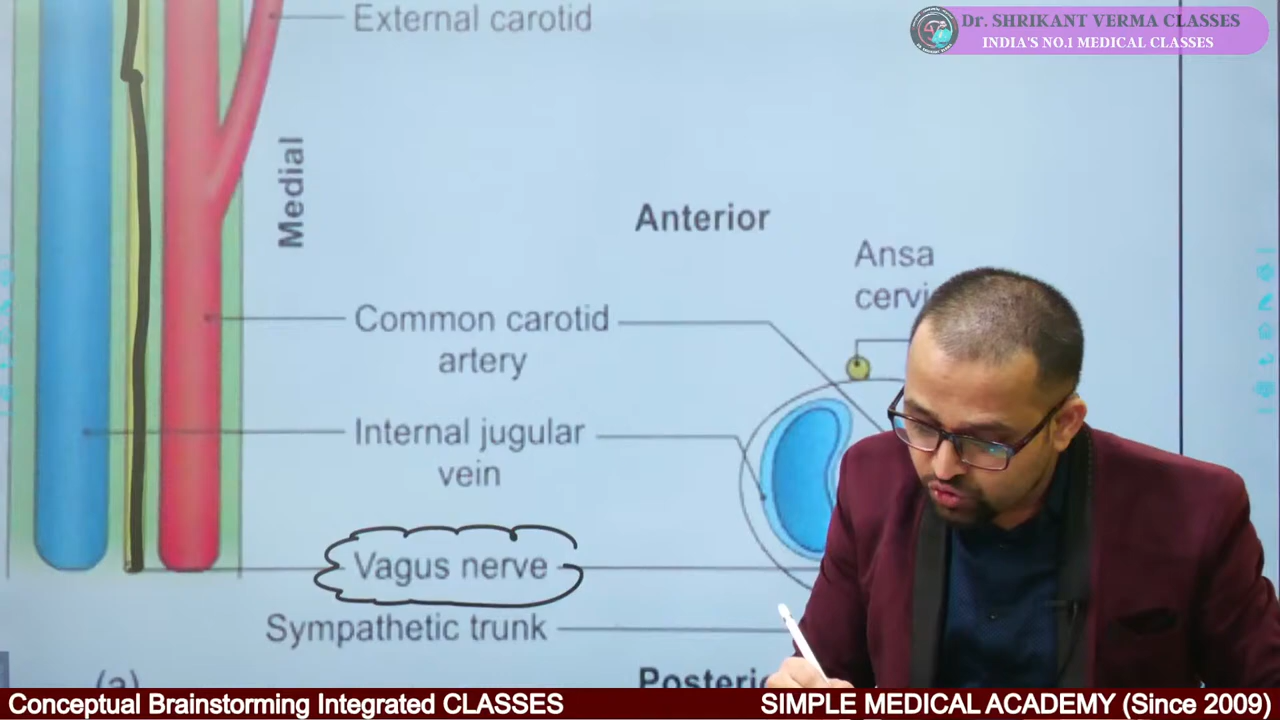 External carotid
Dr. SHRIKANT VERMA CLASSES
INDIA'S NO.1 MEDICAL CLASSES
Medial
Anterior
Ansa
Common carotid
artery
Internal jugular
vein
Vagus nerve
Sympathetic trunk
(a)
Conceptual Brainstorming Integrated CLASSES
SIMPLE MEDICAL ACADEMY (Since 2009)